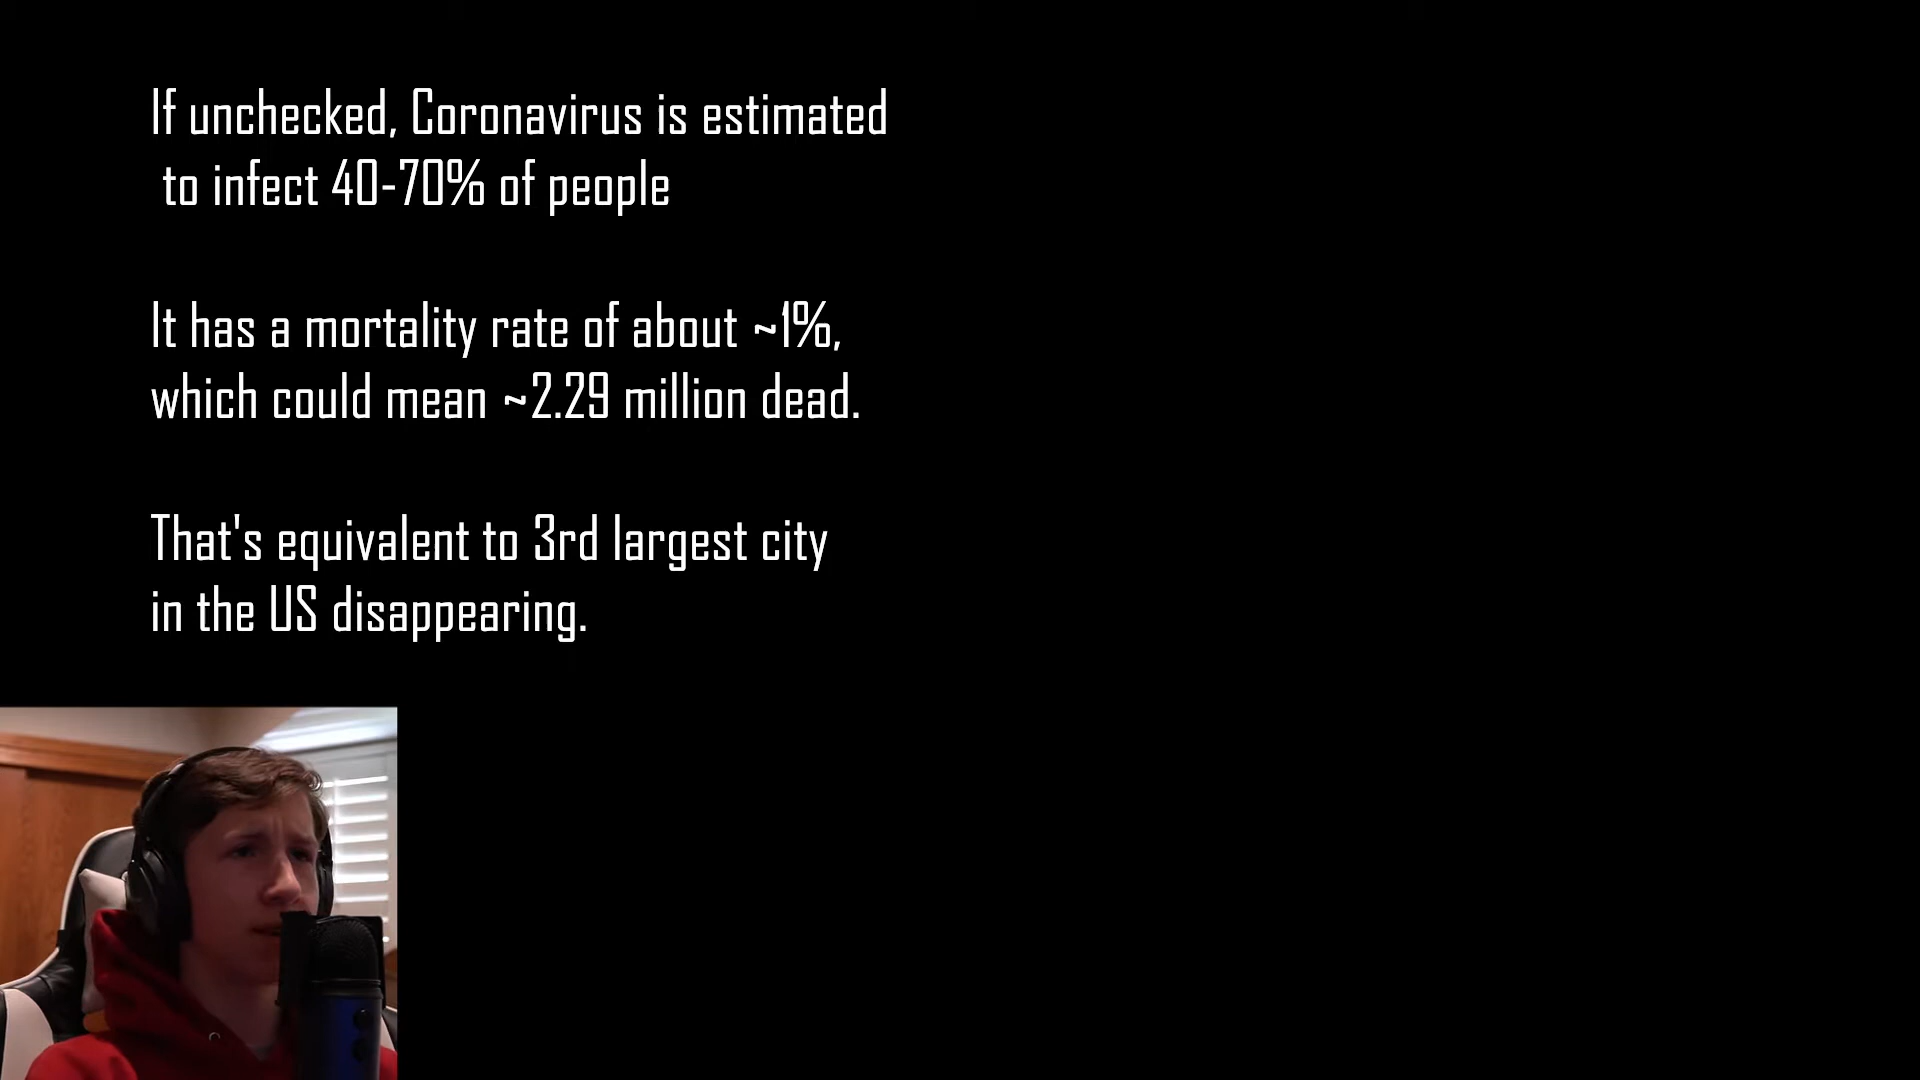 If unchecked, Coronavirus is estimated
to infect 40-70% of people
It has a mortality rate of about ~1%,
which could mean ~2.29 million dead.
That's equivalent to 3rd largest city
in the US disappearing.